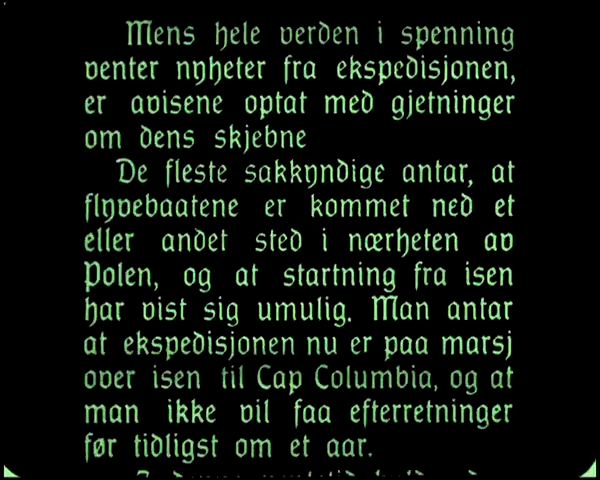 Mens hele verden i spenning
venter nyheter fra ekspedisjonen,
er avisene optat med gjetninger
om dens skjebne
De fleste sakkyndige antar, at
flyvebaatene er kommet ned et
eller andet sted i nærheten av
Polen, og at startning fra isen
har vist sig umulig. Man antar
at ekspedisjonen nu er paa marsj
over isen til Cap Columbia, og at
man ikke vil faa efterretninger
før tidligst om et aar.